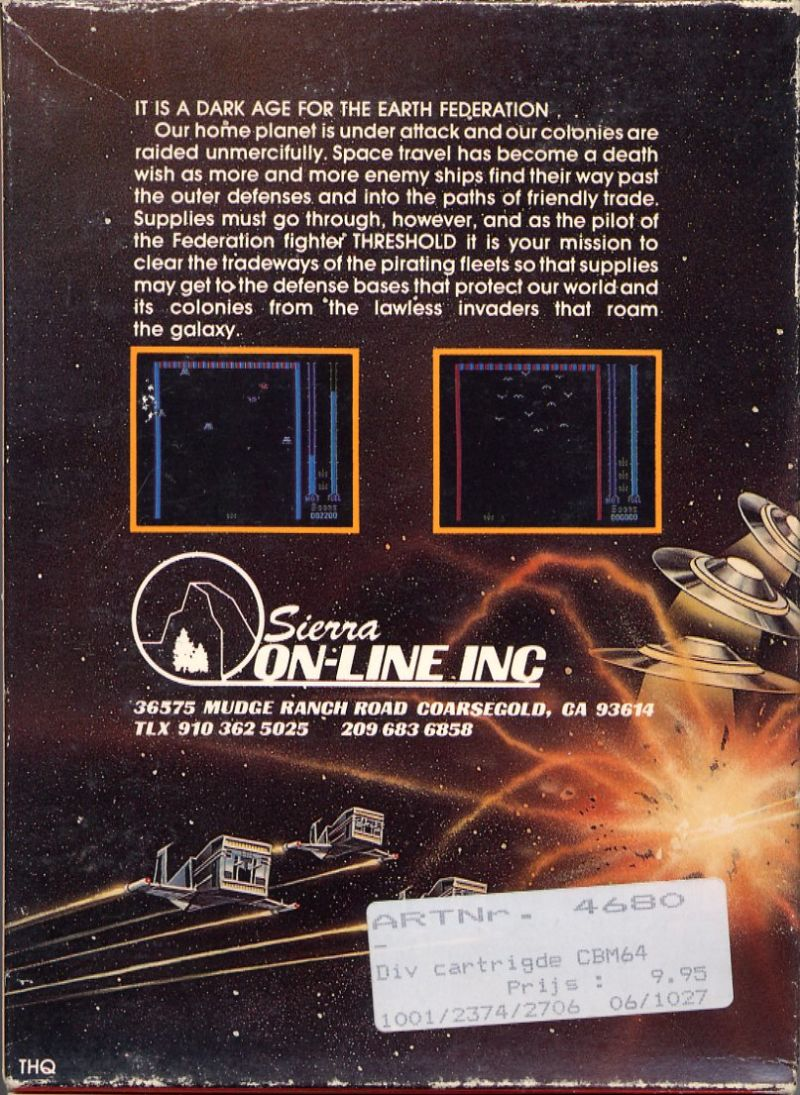 IT IS A DARK AGE FOR THE EARTH FEDERATION
Our home planet is under attack and our colonies are
raided unmercifully. Space travel has become a death
wish as more and more enemy ships find their way past
the outer defenses and into the paths of friendly trade.
Supplies must go through, however, and as the pilot of
the Federation fighter THRESHOLD it is your mission to
clear the tradeways of the pirating fleets so that supplies
may get to the defense bases that protect our world and
its colonies from the lawless invaders that roam
the galaxy.
002200
000000
Sierra
ON-LINE INC
36575 MUDGE RANCH ROAD COARSEGOLD, CA 93614
TLX 910 362 5025 209 683 6858
ARTNr. 4680
Div cartrigde CBM64
Prijs : 9.95
1001/2374/2706 06/1027
THQ